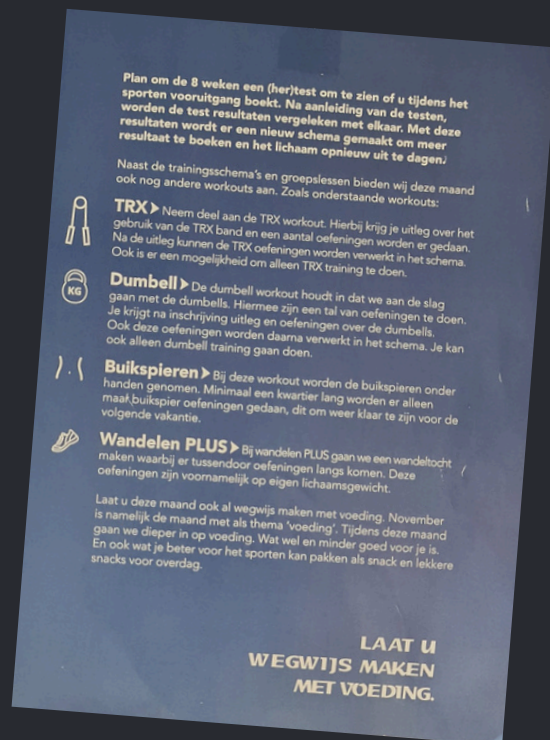 Plan om de 8 weken een (her)test om te zien of u tijdens het
sporten vooruitgang boekt. Na aanleiding van de testen,
worden de test resultaten vergeleken met elkaar. Met deze
resultaten wordt er een nieuw schema gemaakt om meer
resultaat te boeken en het lichaam opnieuw uit te dagen.
Naast de trainingsschema's en groepslessen bieden wij deze maand
ook nog andere workouts aan. Zoals onderstaande workouts:
TRX Neem deel aan de TRX workout. Hierbij krijg je uitleg over het
gebruik van de TRX band en een aantal oefeningen worden er gedaan.
Na de uitleg kunnen de TRX oefeningen worden verwerkt in het schema.
Ook is er een mogelijkheid om alleen TRX training te doen.
KG
Dumbell De dumbell workout houdt in dat we aan de slag
gaan met de dumbells. Hiermee zijn een tal van oefeningen te doen.
Je krijgt na inschrijving uitleg en oefeningen over de dumbells.
Ook deze oefeningen worden daarna verwerkt in het schema. Je kan
ook alleen dumbell training gaan doen.
Buikspieren Bij deze workout worden de buikspieren onder
handen genomen. Minimaal een kwartier lang worden er alleen
maar buikspier oefeningen gedaan, dit om weer klaar te zijn voor de
volgende vakantie.
Wandelen PLUS Bij wandelen PLUS gaan we een wandeltocht
maken waarbij er tussendoor oefeningen langs komen. Deze
oefeningen zijn voornamelijk op eigen lichaamsgewicht.
Laat u deze maand ook al wegwijs maken met voeding. November
is namelijk de maand met als thema 'voeding'. Tijdens deze maand
gaan we dieper in op voeding. Wat wel en minder goed voor je is.
En ook wat je beter voor het sporten kan pakken als snack en lekkere
snacks voor overdag.
LAAT U
WEGWIJS MAKEN
MET VOEDING.